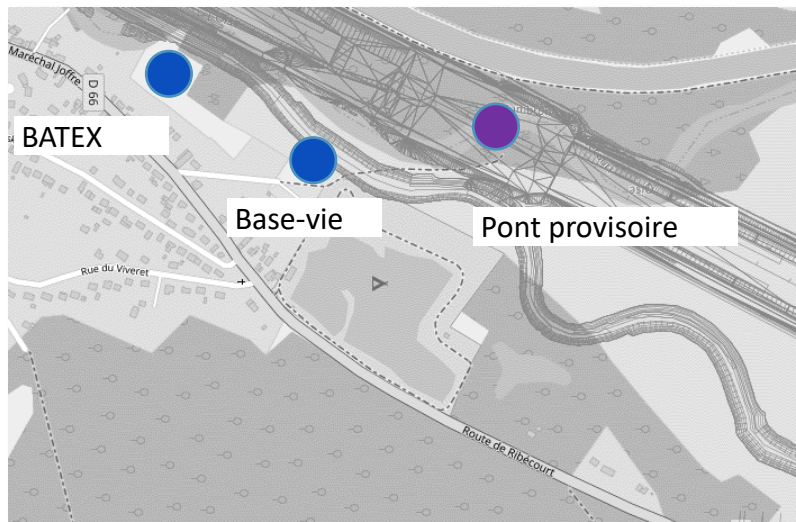 Maréchal Joffre
D 66
BATEX
Base-vie
Pont provisoire
Rue du Viveret
Route de Ribécourt